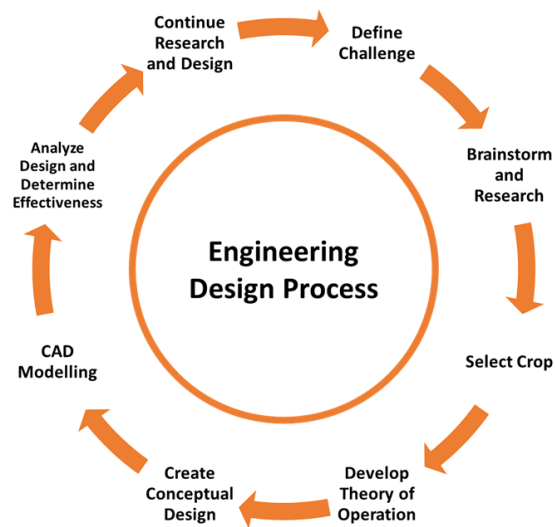 Engineering
Design Process
Define
Challenge
Brainstorm
and
Research
Select Crop
Develop
Theory of
Operation
Create
Conceptual
Design
CAD
Modelling
Analyze
Design and
Determine
Effectiveness
Continue
Research
and Design